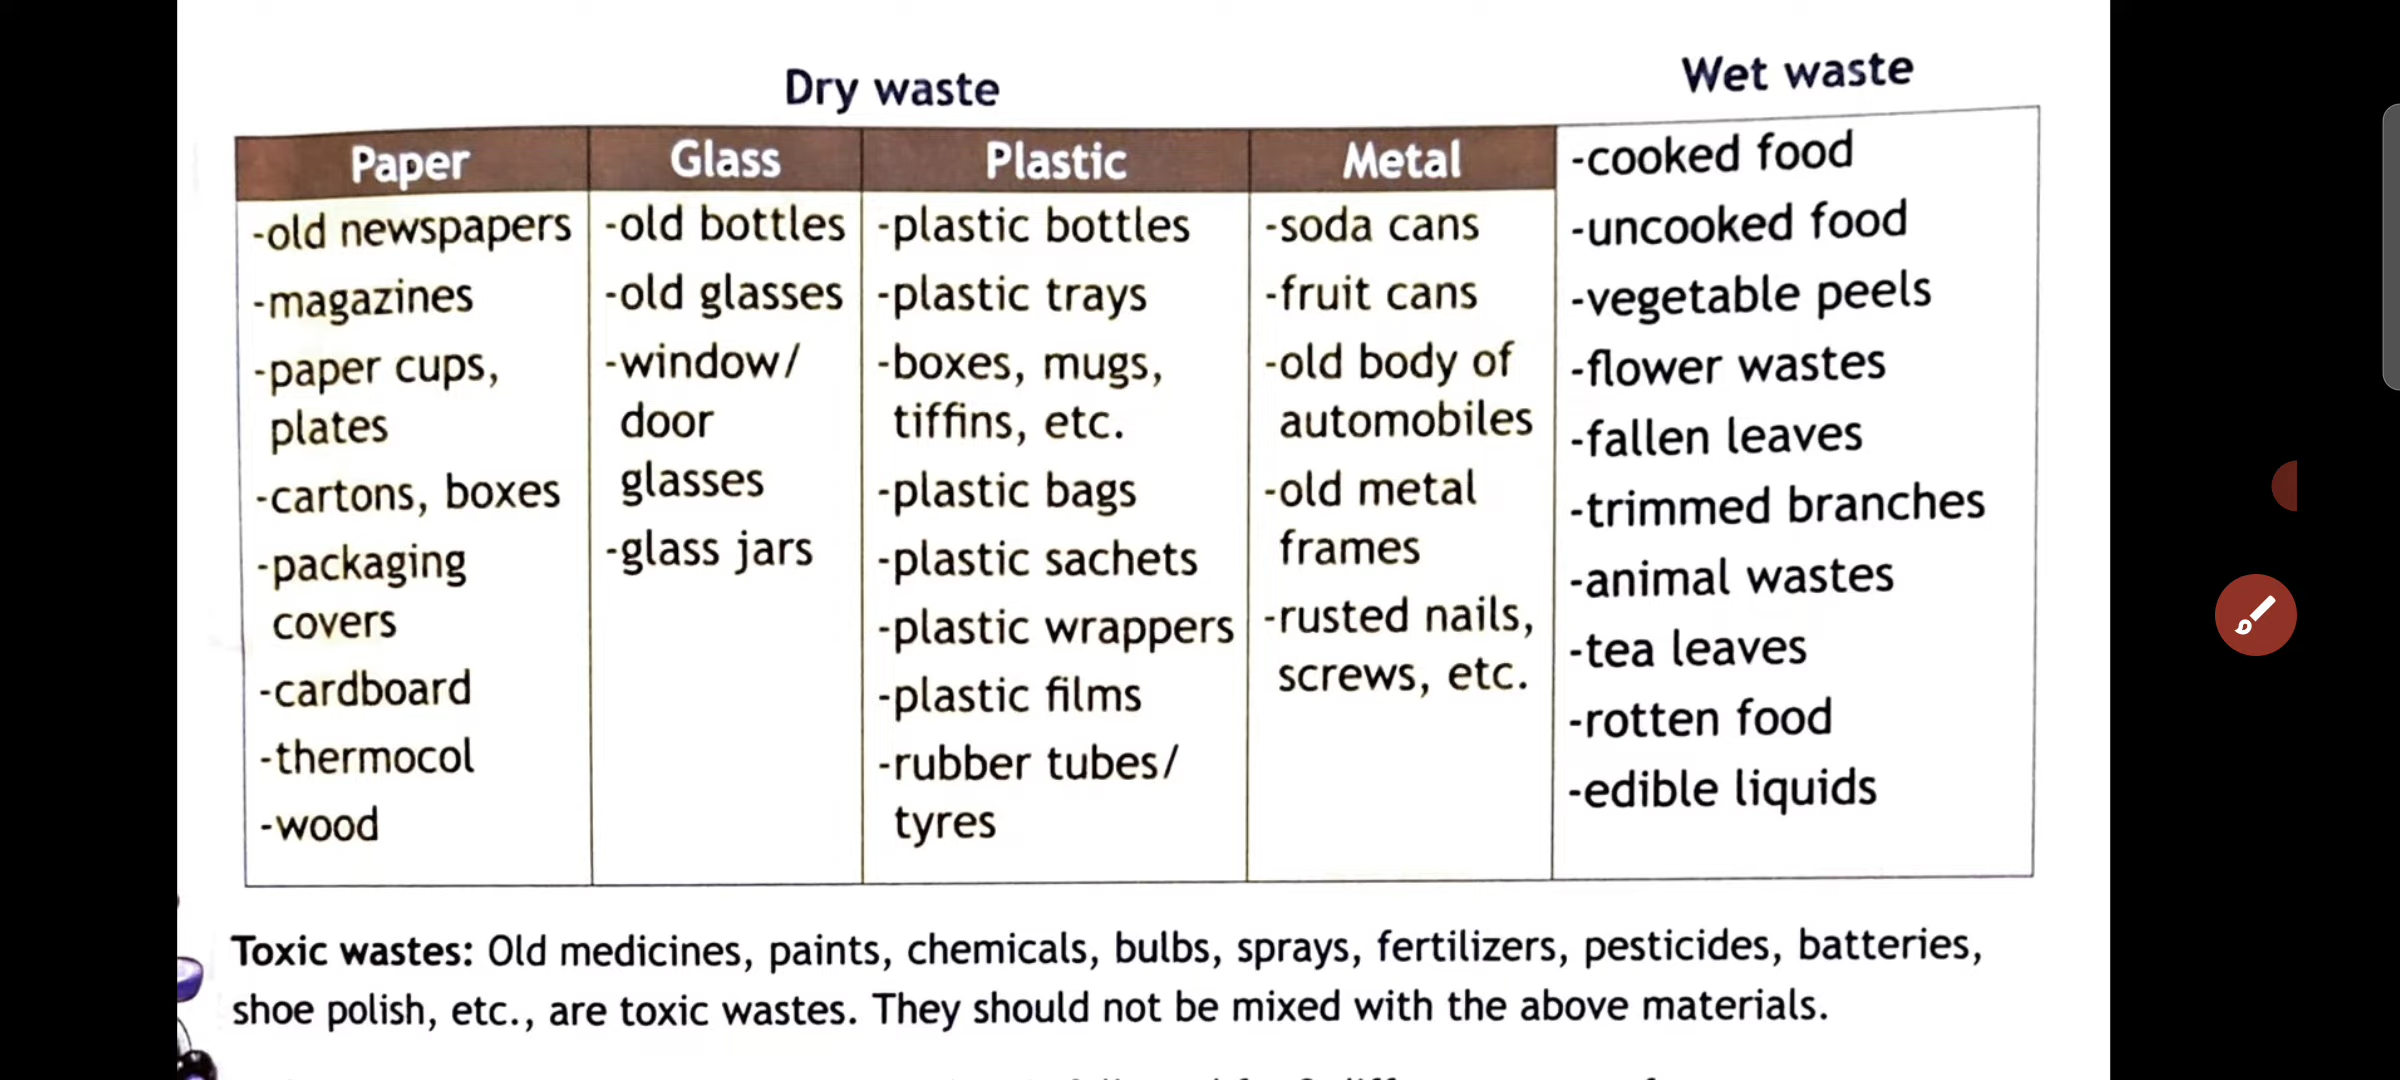 Dry waste
Wet waste
Paper
-old newspapers
-magazines
-paper cups,
plates
-cartons, boxes
-packaging
covers
-cardboard
-thermocol
-wood
Glass
-old bottles
-old glasses
-window/
door
glasses
-glass jars
Plastic
-plastic bottles
-plastic trays
-boxes, mugs,
tiffins, etc.
-plastic bags
-plastic sachets
-plastic wrappers
-plastic films
-rubber tubes/
tyres
Metal
-soda cans
-fruit cans
-old body of
automobiles
-old metal
frames
-rusted nails,
screws, etc.
-cooked food
-uncooked food
-vegetable peels
-flower wastes
-fallen leaves
-trimmed branches
-animal wastes
-tea leaves
-rotten food
-edible liquids
Toxic wastes: Old medicines, paints, chemicals, bulbs, sprays, fertilizers, pesticides, batteries,
shoe polish, etc., are toxic wastes. They should not be mixed with the above materials.